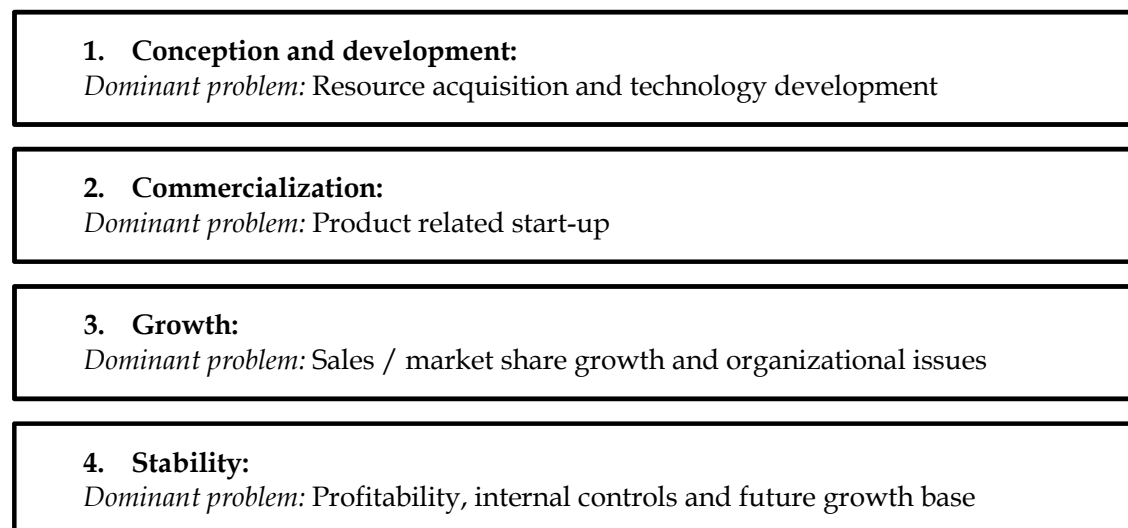 1. Conception and development:
Dominant problem: Resource acquisition and technology development
2. Commercialization:
Dominant problem: Product related start-up
3. Growth:
Dominant problem: Sales / market share growth and organizational issues
4. Stability:
Dominant problem: Profitability, internal controls and future growth base